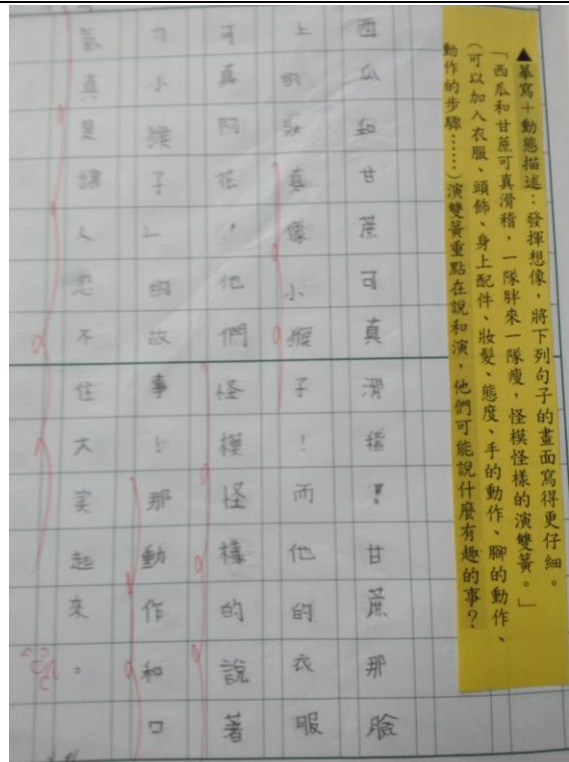 ▲摹寫+動態描述：發揮想像，將下列句子的畫面寫得更仔細。
「西瓜和甘蔗可真滑稽，一隊胖來一隊瘦，怪模怪樣的演雙簧。」
（可以加入衣服、頭飾、身上配件、妝髮、態度、手的動作、腳的動作、
動作的步驟……）演雙簧重點在說和演，他們可能說什麼有趣的事？
西瓜和甘蔗可真滑稽！甘蔗那臉
上的妝真像小猴子！而他的衣服
可真花！他們怪模怪樣的說著
「小猴子」的故事！那動作和口
氣真是讓人忍不住大笑起來。